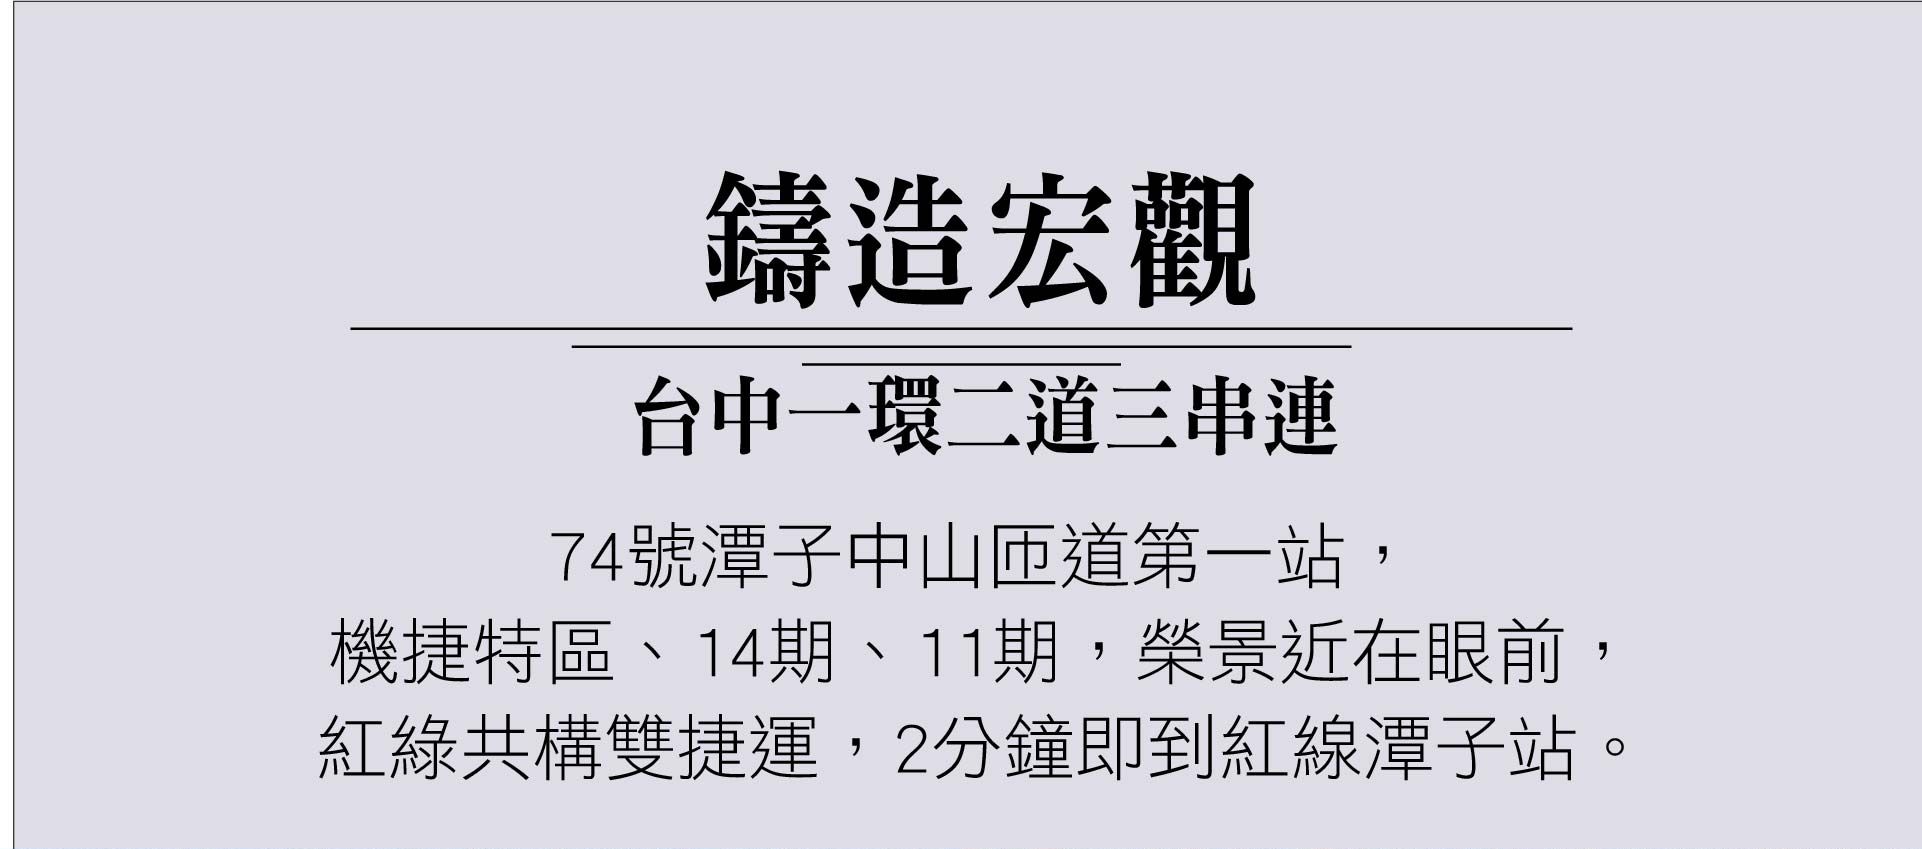 鑄造宏觀
台中一環二道三串連
74號潭子中山匝道第一站，
機捷特區、14期、11期，榮景近在眼前，
紅綠共構雙捷運，2分鐘即到紅線潭子站。